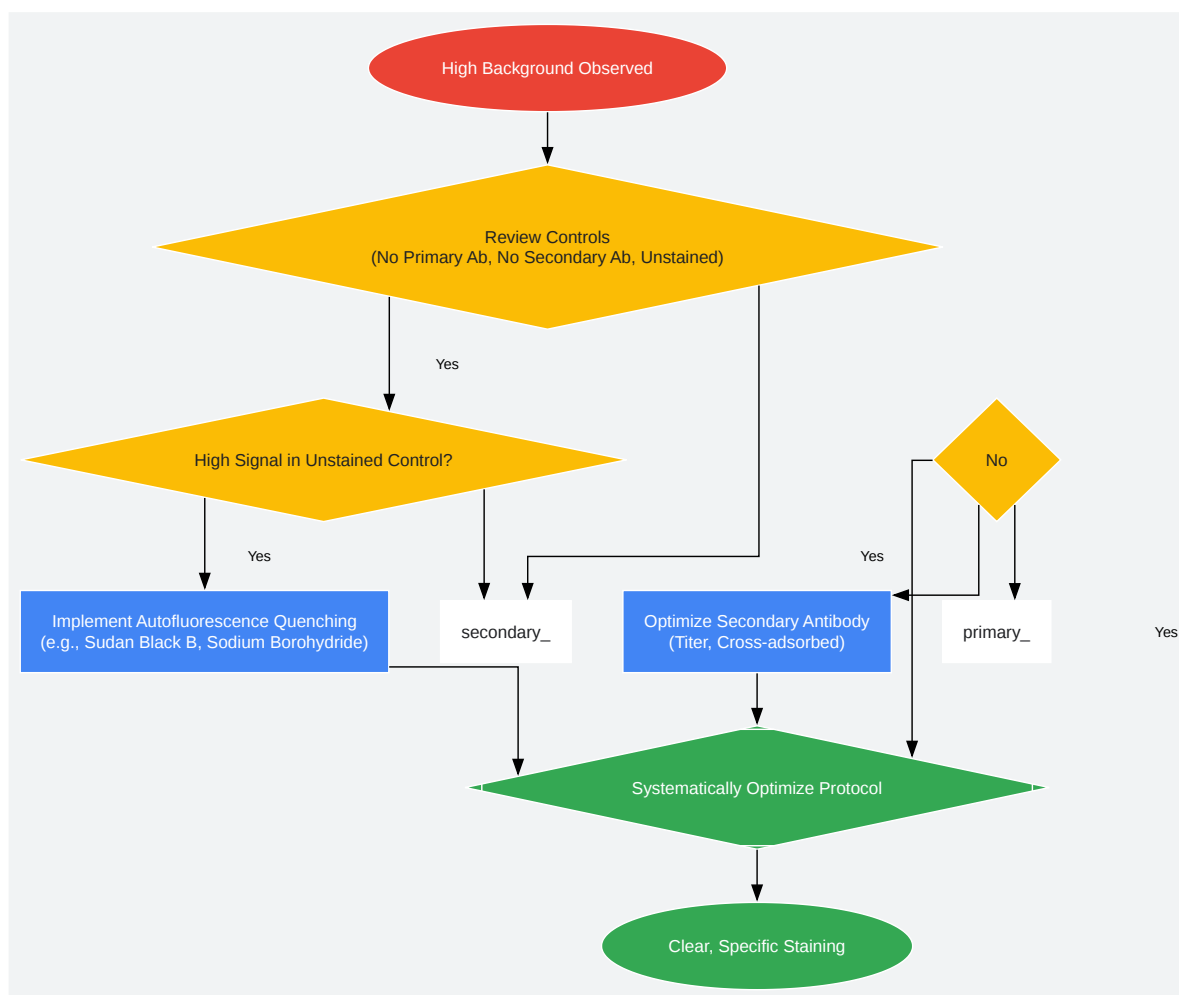 High Background Observed
Review Controls
(No Primary Ab, No Secondary Ab, Unstained)
Yes
High Signal in Unstained Control?
No
Yes
Yes
Implement Autofluorescence Quenching
(e.g., Sudan Black B, Sodium Borohydride)
secondary_
Optimize Secondary Antibody
(Titer, Cross-adsorbed)
primary_
Yes
Systematically Optimize Protocol
Clear, Specific Staining